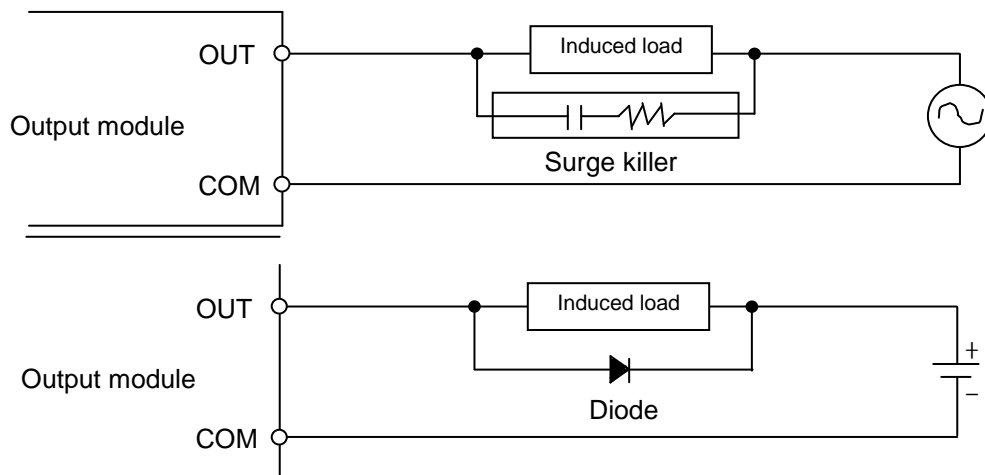 OUT
Induced load
Output module
Surge killer
COM
OUT
Induced load
+
Output module
−
Diode
COM